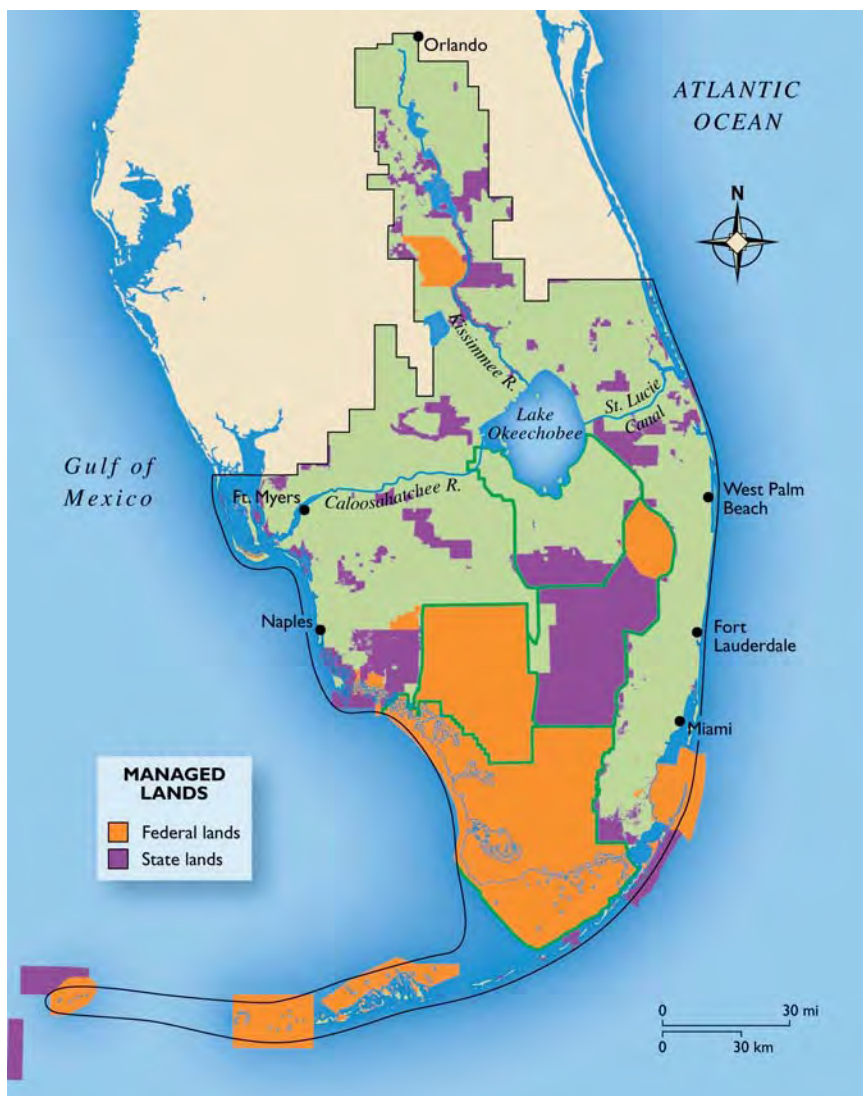 Orlando
ATLANTIC
OCEAN
N
Kissimmee R.
St. Lucie
Canal
Lake
Okeechobee
Gulf of
Mexico
Ft. Myers
Caloosahatchee R.
West Palm
Beach
Naples
Fort
Lauderdale
Miami
MANAGED
LANDS
Federal lands
State lands
0 30 mi
0 30 km